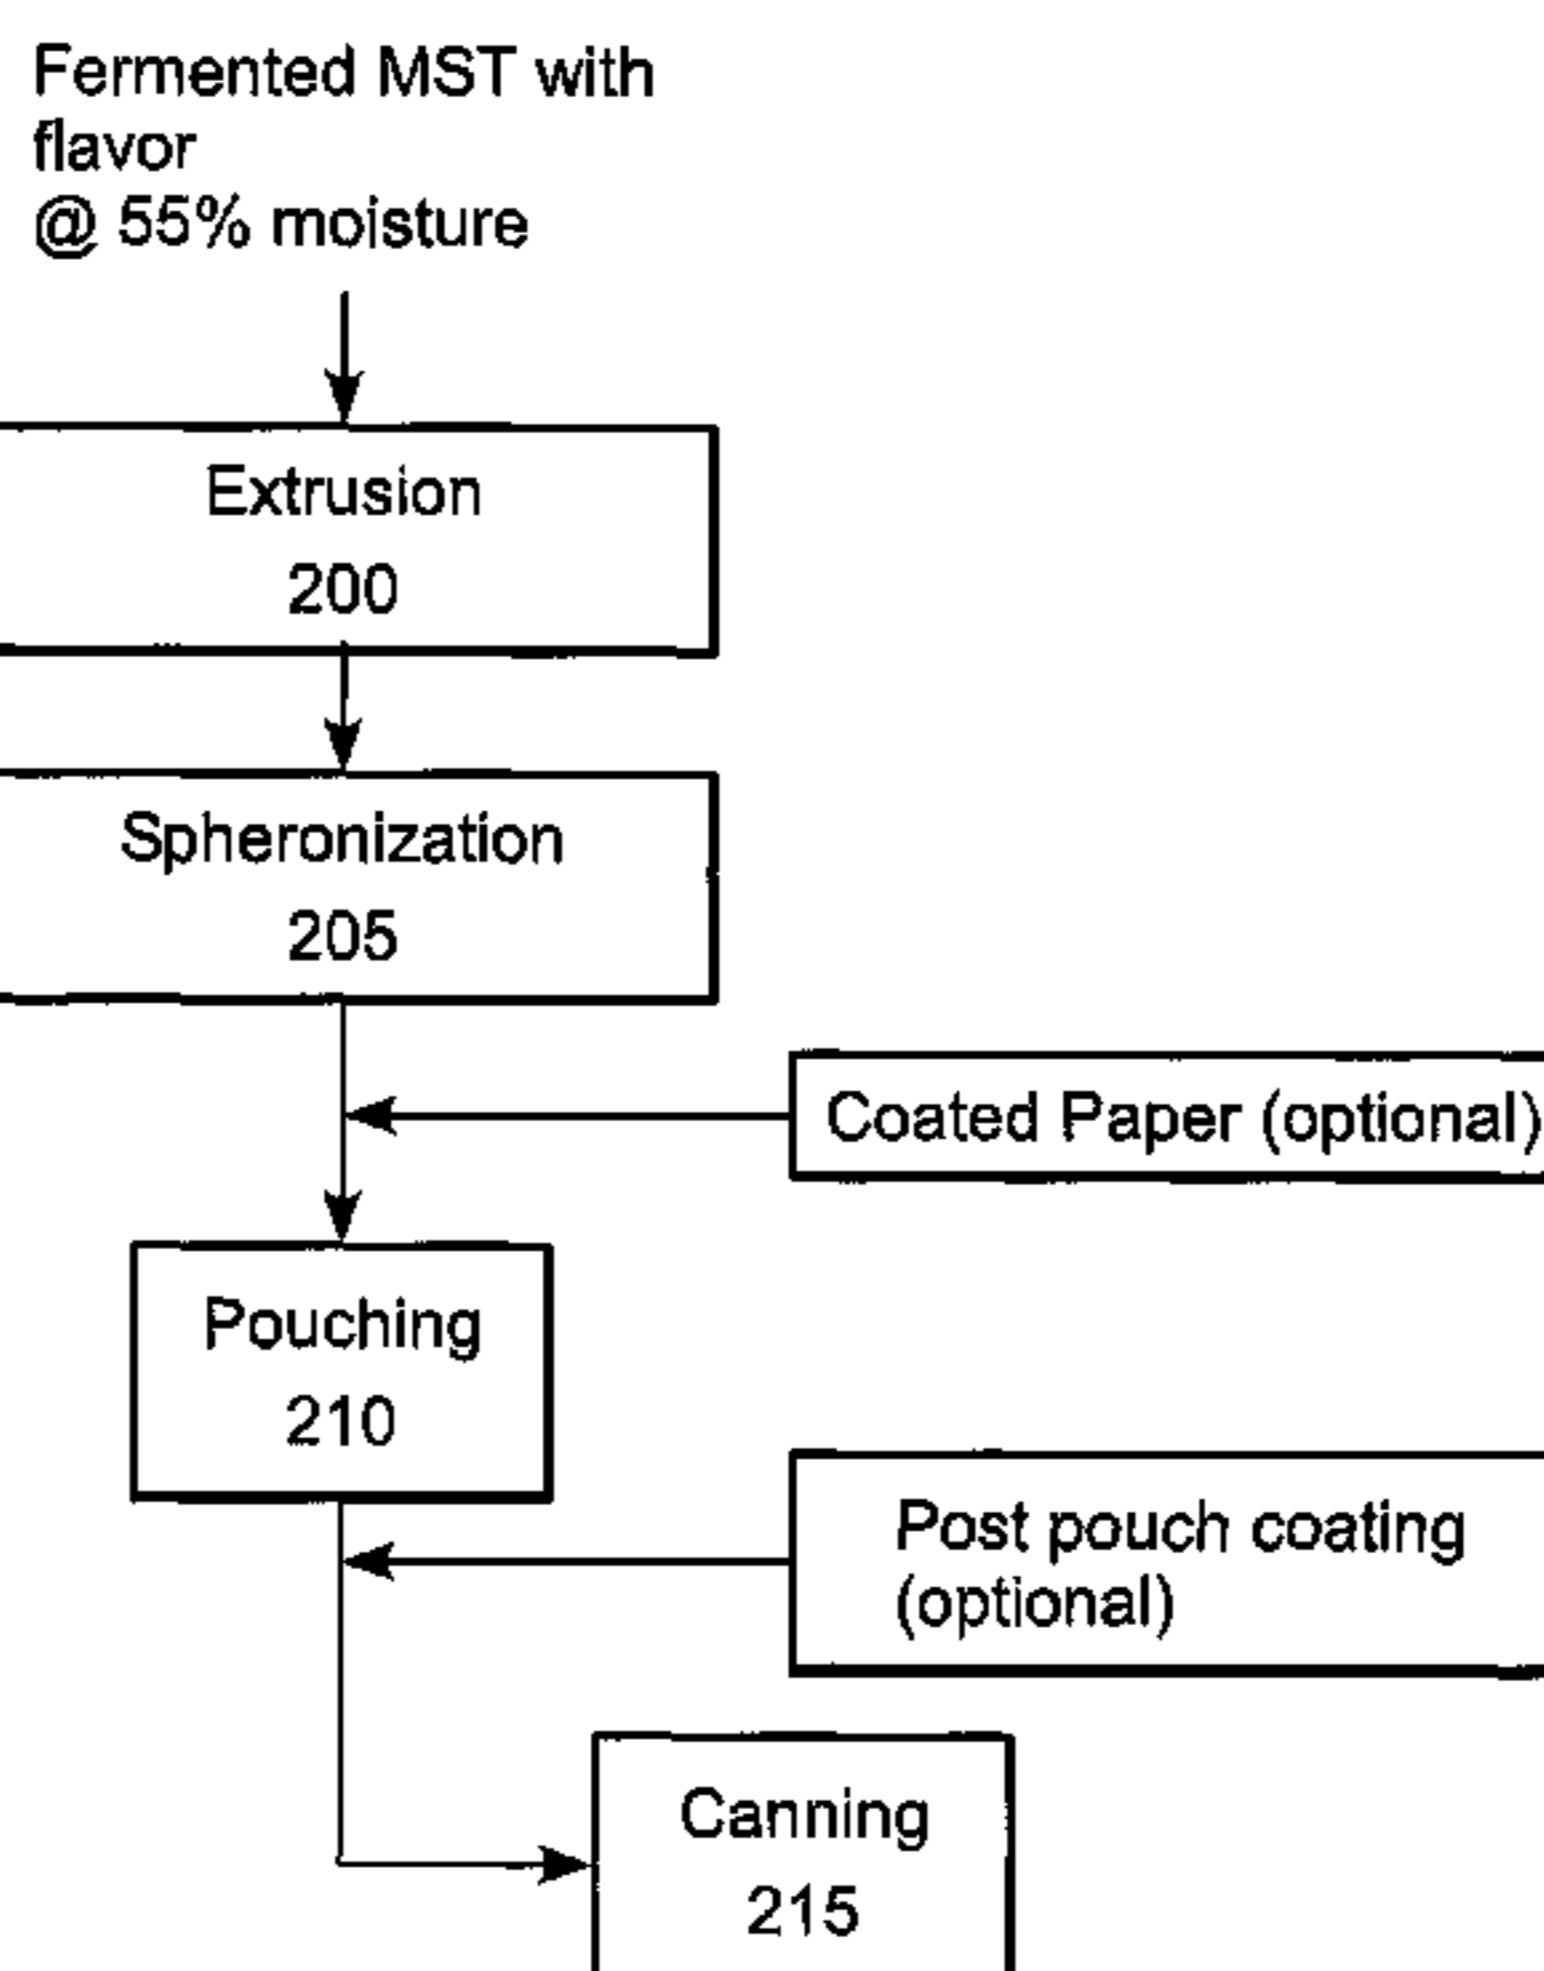 Fermented MST with
flavor
@ 55% moisture
Extrusion
200
Spheronization
205
Coated Paper (optional)
Pouching
210
Post pouch coating
(optional)
Canning
215